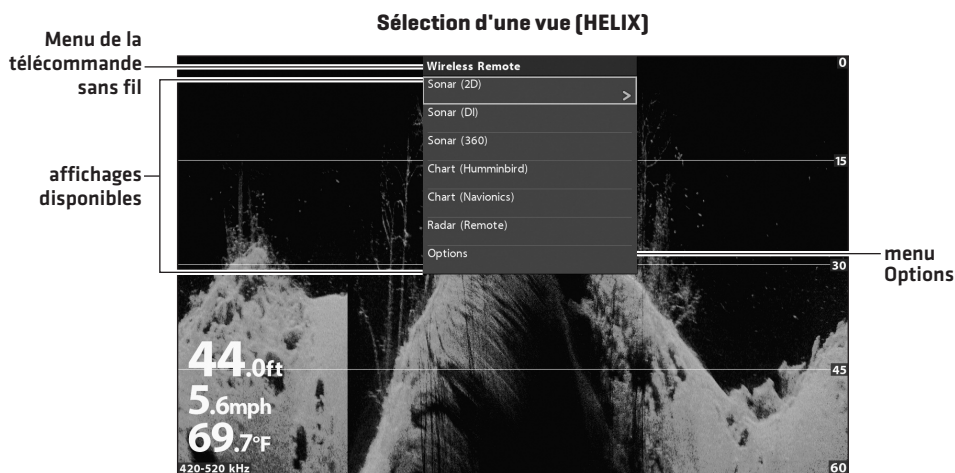 Sélection d'une vue (HELIX)
Menu de la
télécommande
sans fil
Wireless Remote
Sonar (2D)
>
Sonar (DI)
Sonar (360)
Chart (Humminbird)
Chart (Navionics)
Radar (Remote)
Options
affichages
disponibles
menu
Options
0
15
30
45
60
44.0ft
5.6mph
69.7°F
420-520 kHz